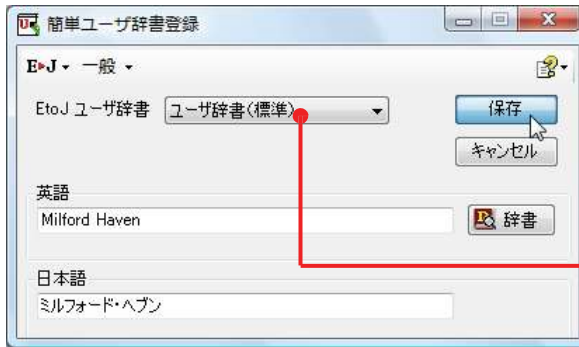 簡単ユーザ辞書登録
E▶J 一般
EtoJ ユーザ辞書 ユーザ辞書(標準) 保存
キャンセル
英語
Milford Haven 辞書
日本語
ミルフォード・ヘブン